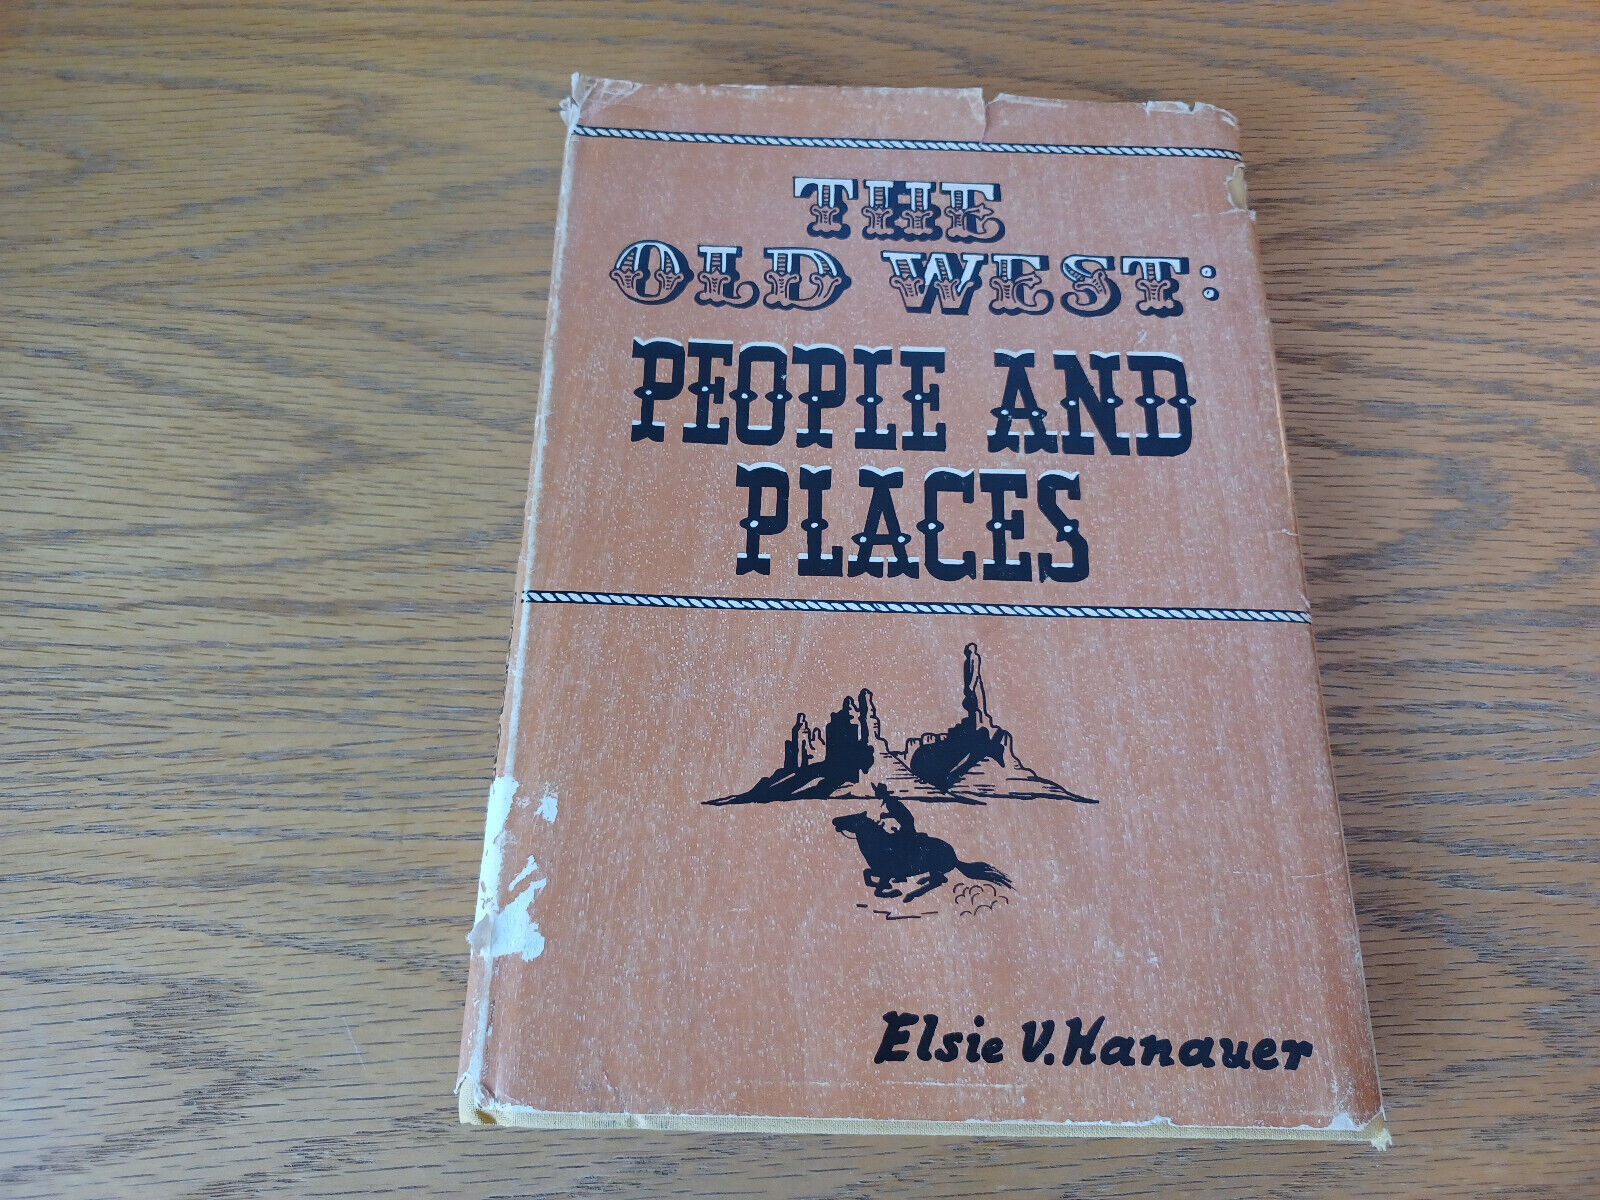 THE
OLD WEST:
PEOPLE AND
PLACES
Elsie V. Hanauer